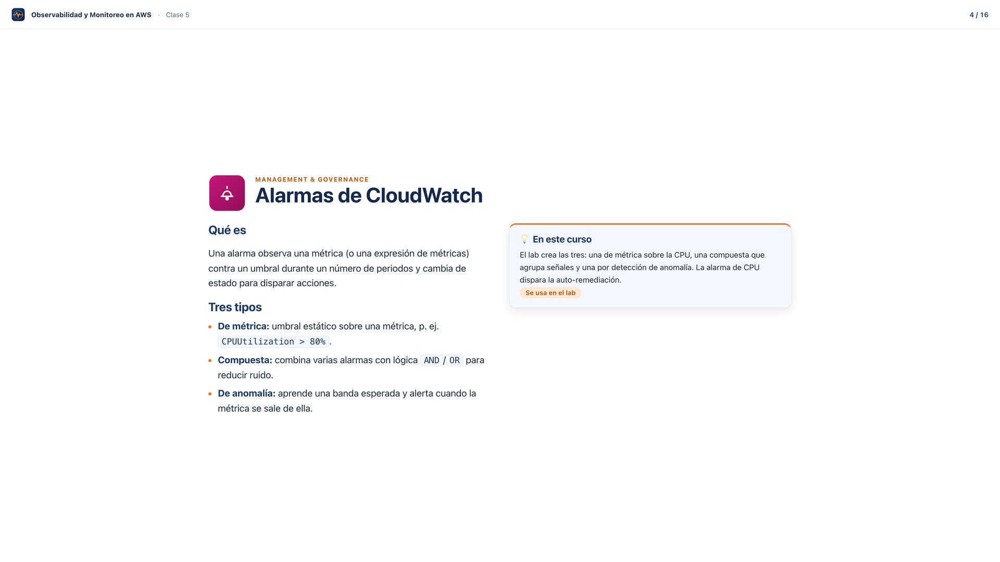 Observabilidad y Monitoreo en AWS · Clase 5
4 / 16
MANAGEMENT & GOVERNANCE
Alarmas de CloudWatch
Qué es
Una alarma observa una métrica (o una expresión de métricas)
contra un umbral durante un número de periodos y cambia de
estado para disparar acciones.
Tres tipos
• De métrica: umbral estático sobre una métrica, p. ej.
CPUUtilization > 80%.
• Compuesta: combina varias alarmas con lógica AND/OR para
reducir ruido.
• De anomalía: aprende una banda esperada y alerta cuando la
métrica se sale de ella.
💡 En este curso
El lab crea las tres: una de métrica sobre la CPU, una compuesta que
agrupa señales y una por detección de anomalía. La alarma de CPU
dispara la auto-remediación.
Se usa en el lab